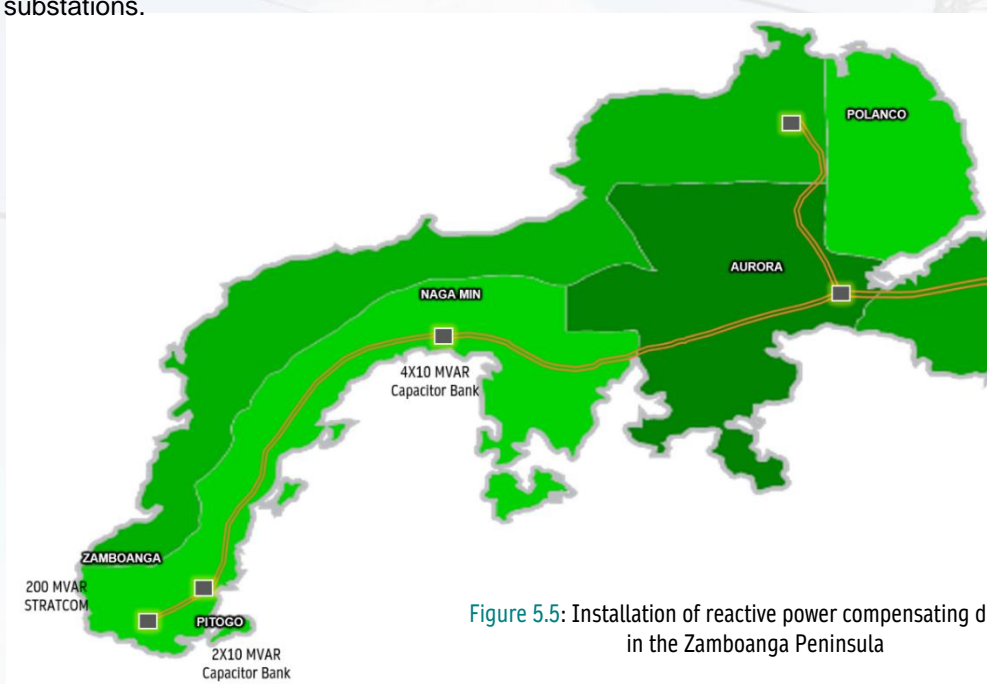 substations.
POLANCO
AURORA
NAGA MIN
4X10 MVAR
Capacitor Bank
ZAMBOANGA
200 MVAR
STRATCOM
PITOGO
2X10 MVAR
Capacitor Bank
Figure 5.5: Installation of reactive power compensating d
in the Zamboanga Peninsula